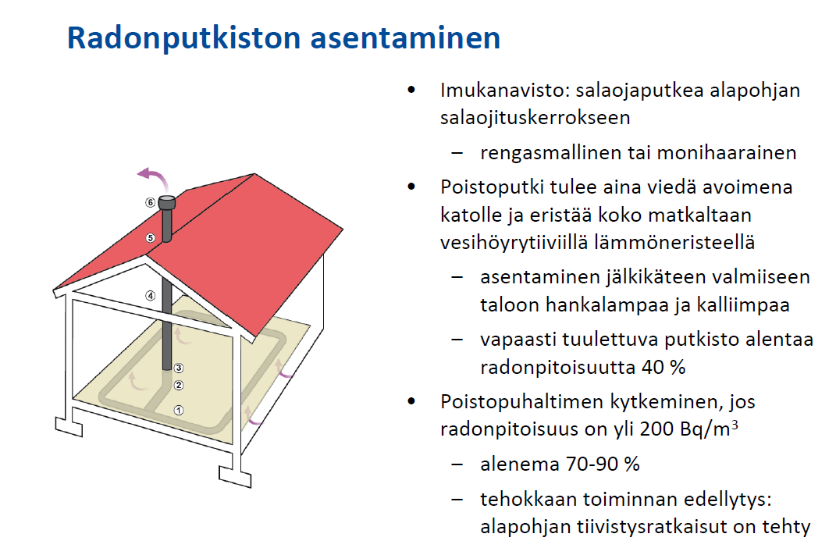 Radonputkiston asentaminen
• Imukanavisto: salaojaputkea alapohjan
salaojituskerrokseen
– rengasmallinen tai monihaarainen
• Poistoputki tulee aina viedä avoimena
katolle ja eristää koko matkaltaan
vesihöyrytiiviillä lämmöneristeellä
– asentaminen jälkikäteen valmiiseen
taloon hankalampaa ja kalliimpaa
– vapaasti tuulettuva putkisto alentaa
radonpitoisuutta 40 %
• Poistopuhaltimen kytkeminen, jos
radonpitoisuus on yli 200 Bq/m³
– alenema 70-90 %
– tehokkaan toiminnan edellytys:
alapohjan tiivistysratkaisut on tehty
⑥
⑤
④
③
②
①